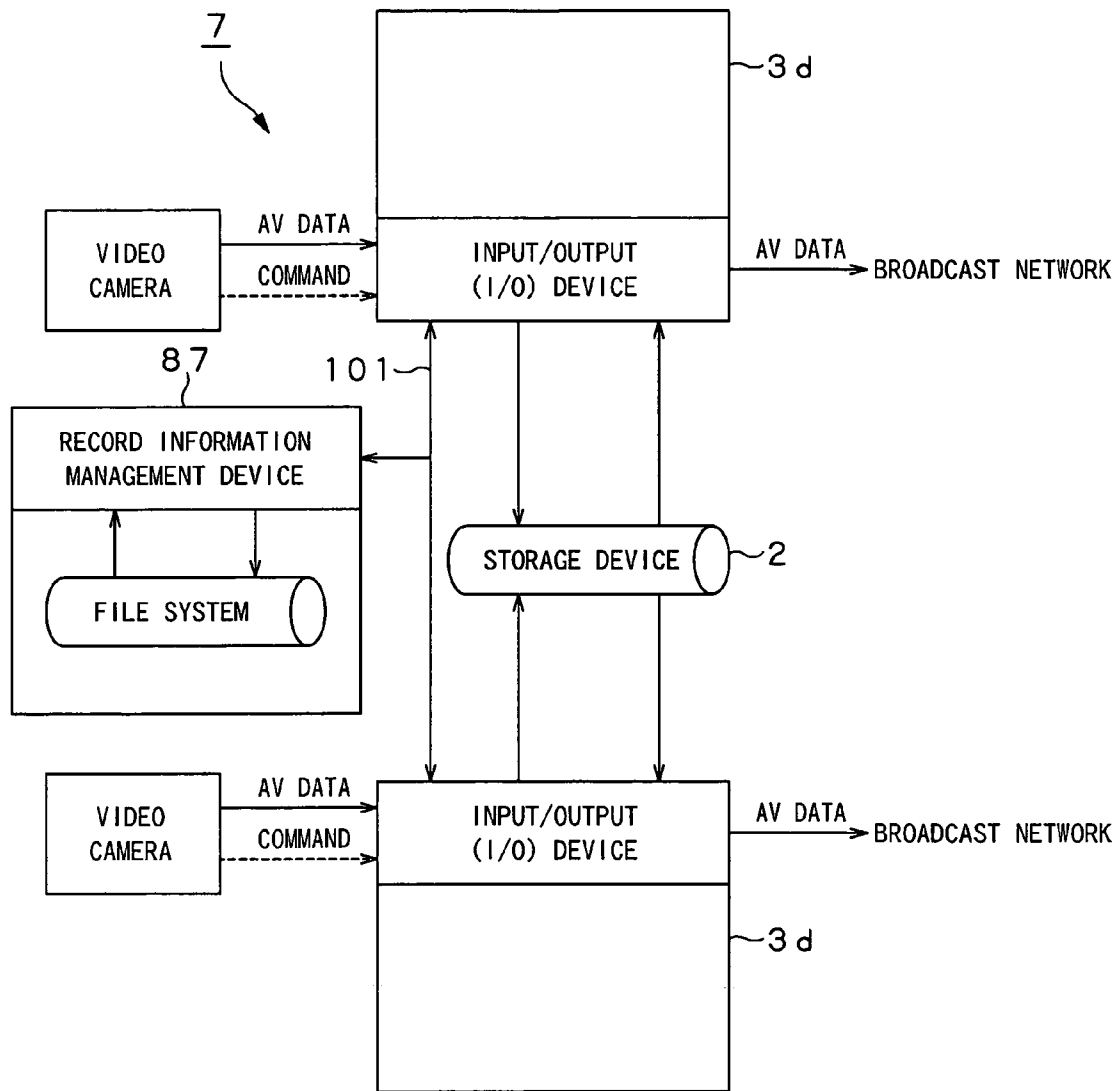 7
3d
VIDEO
CAMERA
AV DATA
COMMAND
INPUT/OUTPUT
(I/O) DEVICE
AV DATA
BROADCAST NETWORK
87
101
RECORD INFORMATION
MANAGEMENT DEVICE
FILE SYSTEM
STORAGE DEVICE
2
VIDEO
CAMERA
AV DATA
COMMAND
INPUT/OUTPUT
(I/O) DEVICE
AV DATA
BROADCAST NETWORK
3d